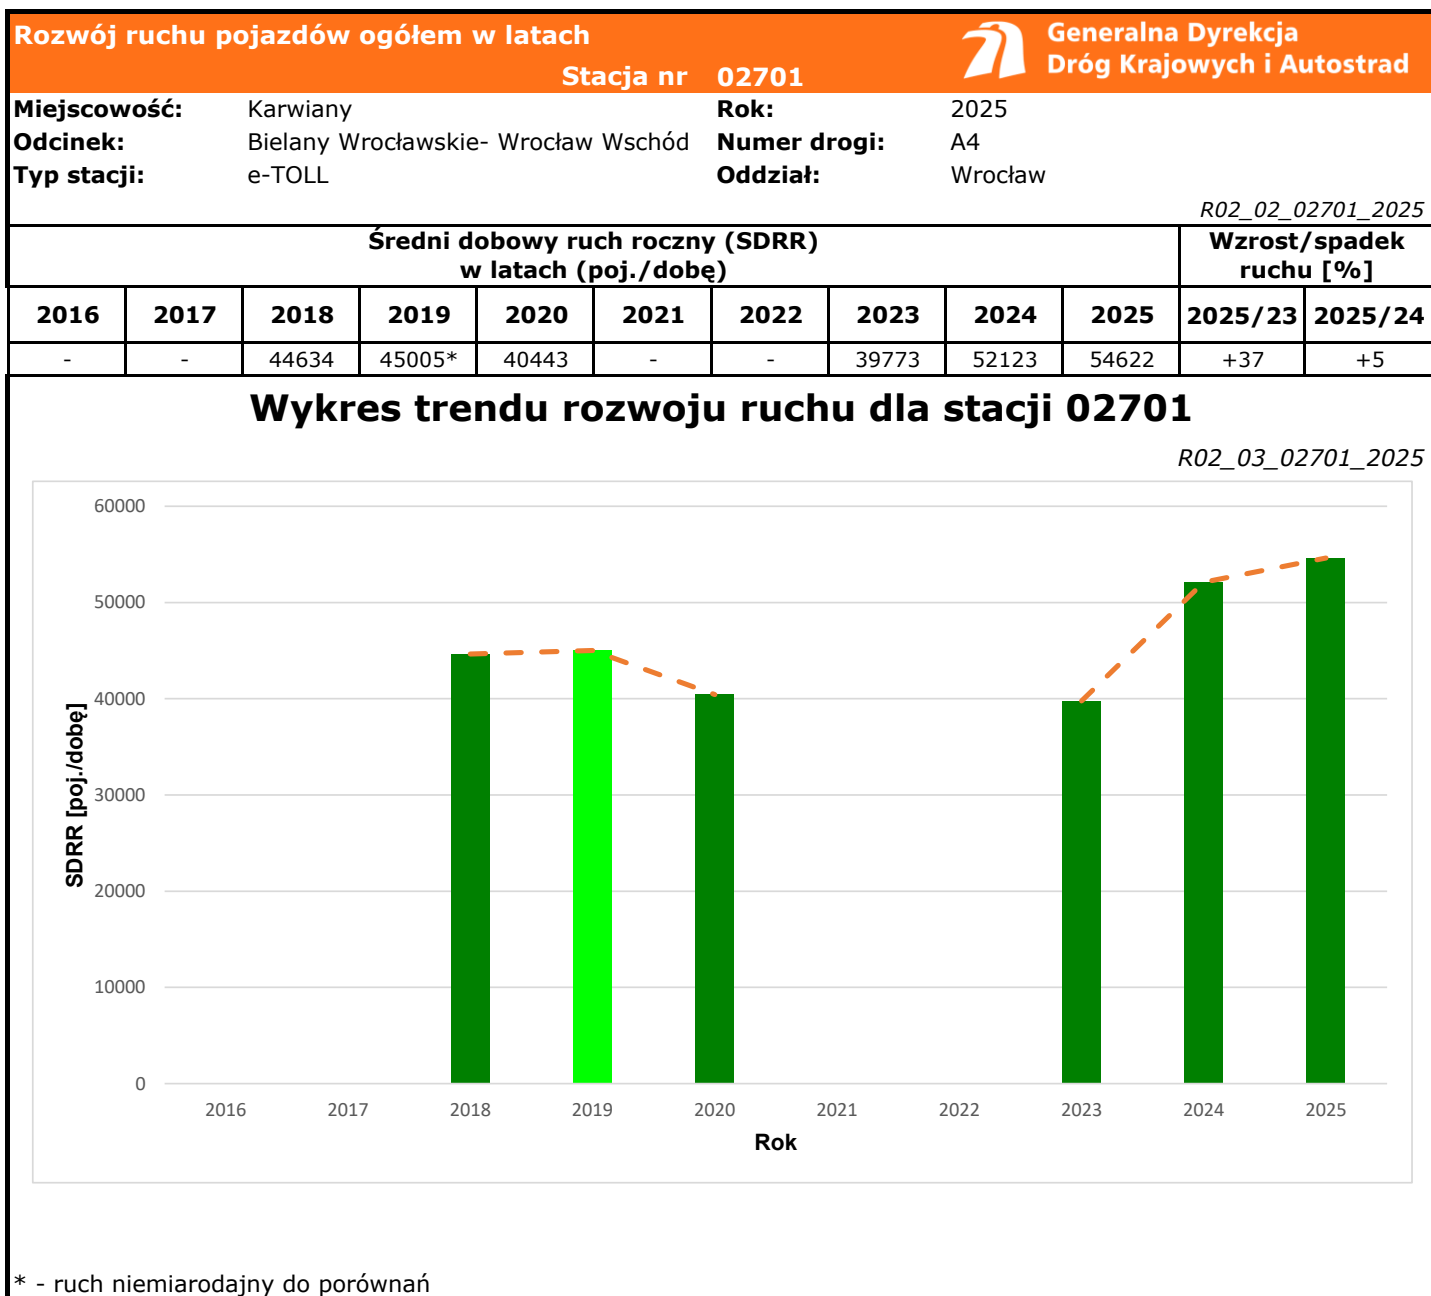 Rozwój ruchu pojazdów ogółem w latach
Generalna Dyrekcja
Dróg Krajowych i Autostrad
Stacja nr 02701
Miejscowość: Karwiany Rok: 2025
Odcinek: Bielany Wrocławskie- Wrocław Wschód Numer drogi: A4
Typ stacji: e-TOLL Oddział: Wrocław
R02_02_02701_2025
Średni dobowy ruch roczny (SDRR)
w latach (poj./dobę)
Wzrost/spadek
ruchu [%]
2016 2017 2018 2019 2020 2021 2022 2023 2024 2025 2025/23 2025/24
- - 44634 45005* 40443 - - 39773 52123 54622 +37 +5
Wykres trendu rozwoju ruchu dla stacji 02701
R02_03_02701_2025
60000
50000
40000
30000
20000
10000
0
SDRR [poj./dobę]
2016 2017 2018 2019 2020 2021 2022 2023 2024 2025
Rok
* - ruch niemiarodajny do porównań